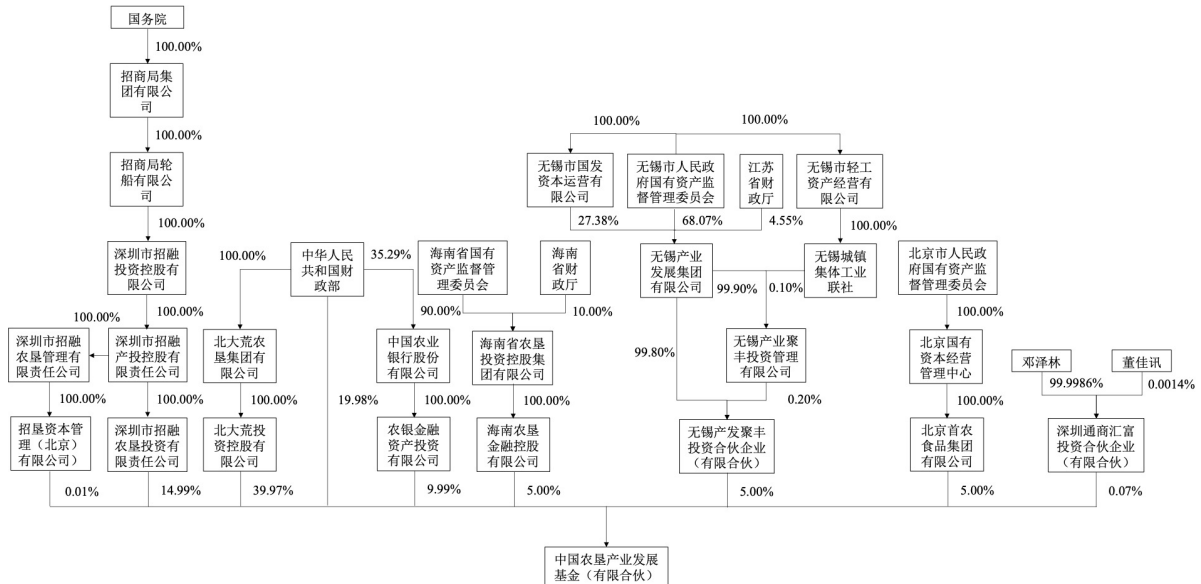 国务院
100.00%
招商局集
团有限公
司
100.00%
招商局轮
船有限公
司
100.00%
深圳市招融
投资控股有
限公司
100.00%
100.00%
深圳市招融
农垦管理有
限责任公司
深圳市招融
产投控股有
限责任公司
100.00%
100.00%
招垦资本管
理（北京）
有限公司）
深圳市招融
农垦投资有
限责任公司
0.01%
14.99%
100.00%
中华人民
共和国财
政部
35.29%
北大荒农
垦集团有
限公司
100.00%
北大荒投
资控股有
限公司
39.97%
19.98%
中国农业
银行股份
有限公司
100.00%
农银金融
资产投资
有限公司
9.99%
海南省国有
资产监督管
理委员会
海南
省财
政厅
90.00%
10.00%
海南省农垦
投资控股集
团有限公司
100.00%
海南农垦
金融控股
有限公司
5.00%
100.00%
100.00%
无锡市国发
资本运营有
限公司
无锡市人民政
府国有资产监
督管理委员会
江苏
省财
政厅
无锡市轻工
资产经营有
限公司
27.38%
68.07%
4.55%
100.00%
无锡产业
发展集团
有限公司
无锡城镇
集体工业
联社
99.90%
0.10%
99.80%
无锡产业聚
丰投资管理
有限公司
0.20%
无锡产发聚丰
投资合伙企业
（有限合伙）
5.00%
北京市人民政
府国有资产监
督管理委员会
100.00%
北京国有
资本经营
管理中心
100.00%
北京首农
食品集团
有限公司
5.00%
邓泽林
董佳讯
99.9986%
0.0014%
深圳通商汇富
投资合伙企业
（有限合伙）
0.07%
中国农垦产业发展
基金（有限合伙）